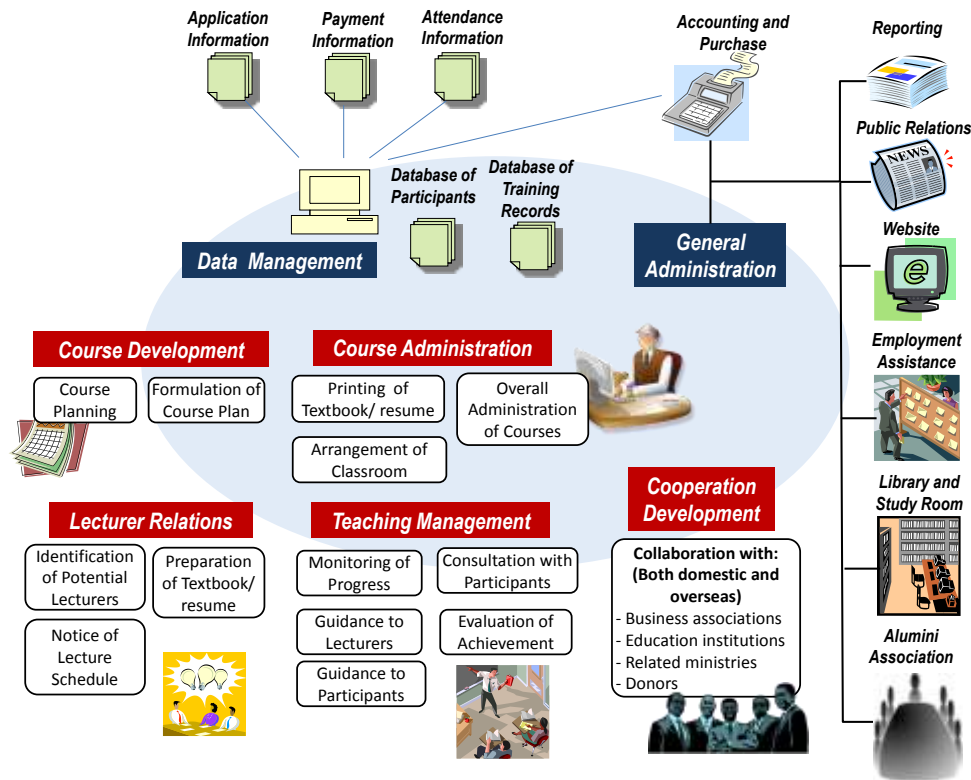 Application
Information
Payment
Information
Attendance
Information
Accounting and
Purchase
Reporting
Public Relations
NEWS
Website
e
Employment
Assistance
Library and
Study Room
Alumini
Association
Database of
Participants
Database of
Training
Records
Data Management
General
Administration
Course Development
Course
Planning
Formulation of
Course Plan
Course Administration
Printing of
Textbook/ resume
Overall
Administration
of Courses
Arrangement of
Classroom
Lecturer Relations
Identification
of Potential
Lecturers
Preparation
of Textbook/
resume
Notice of
Lecture
Schedule
Teaching Management
Monitoring of
Progress
Consultation with
Participants
Guidance to
Lecturers
Evaluation of
Achievement
Guidance to
Participants
Cooperation
Development
Collaboration with:
(Both domestic and
overseas)
- Business associations
- Education institutions
- Related ministries
- Donors